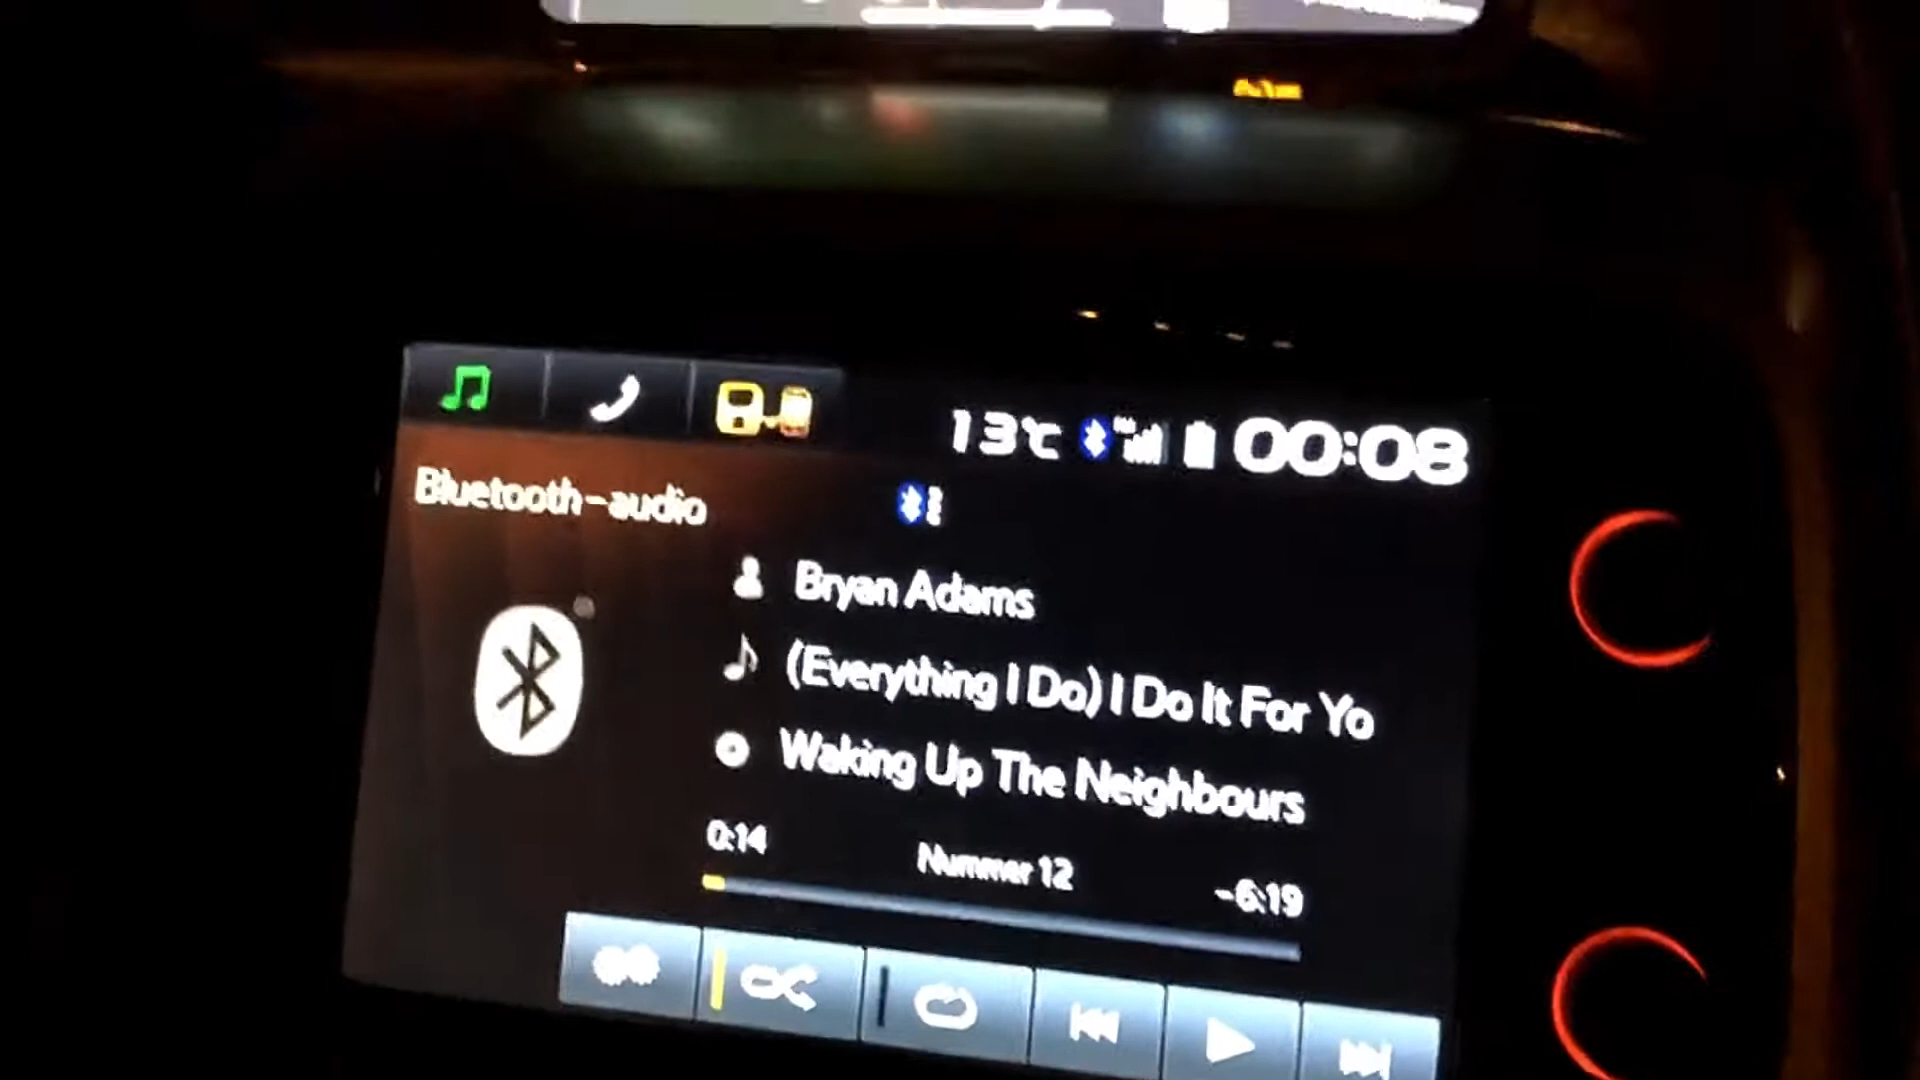 13°C 00:08
Bluetooth-audio
Bryan Adams
(Everything I Do) I Do It For Yo
Waking Up The Neighbours
0:14 Nummer 12 -6:19